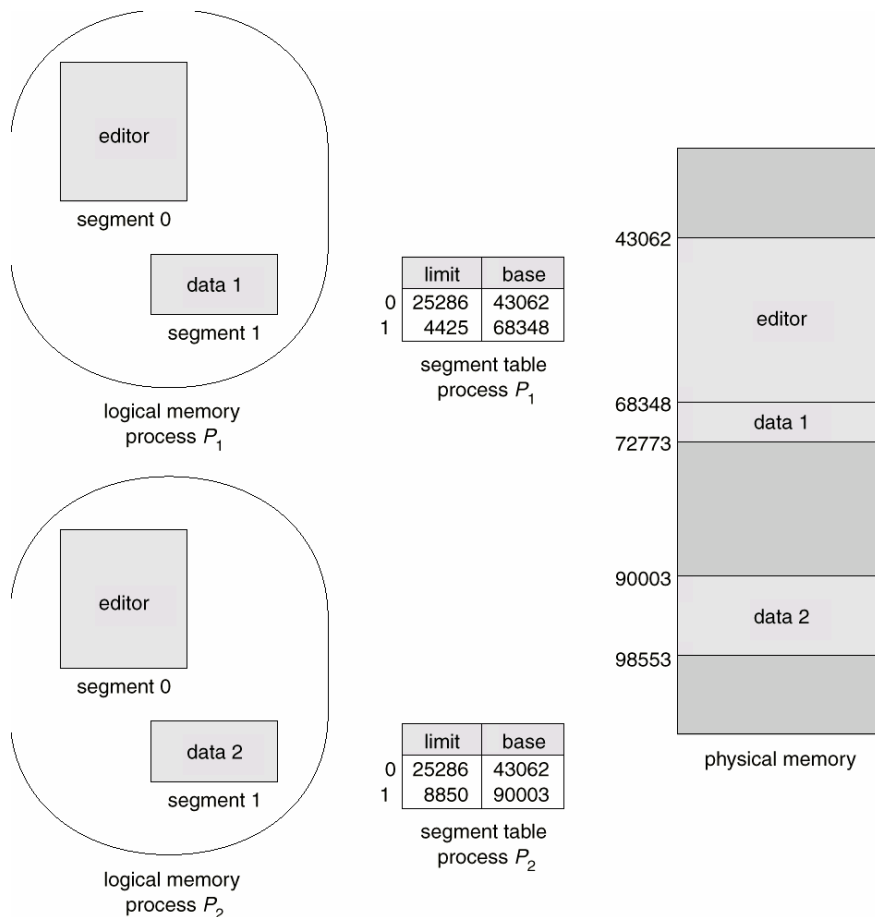 editor
segment 0
data 1
segment 1
logical memory
process P1
limit base
0 25286 43062
1 4425 68348
segment table
process P1
editor
segment 0
data 2
segment 1
logical memory
process P2
limit base
0 25286 43062
1 8850 90003
segment table
process P2
43062
editor
68348
data 1
72773
90003
data 2
98553
physical memory